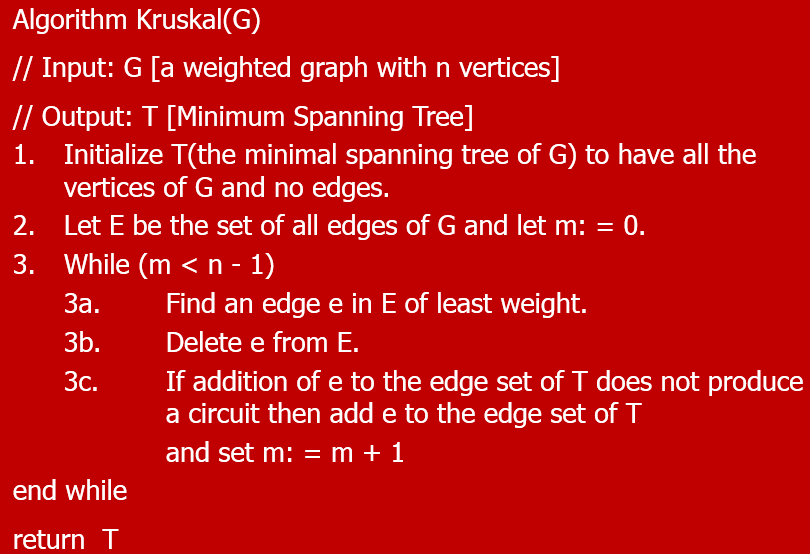 Algorithm Kruskal(G)
// Input: G [a weighted graph with n vertices]
// Output: T [Minimum Spanning Tree]
1. Initialize T(the minimal spanning tree of G) to have all the
vertices of G and no edges.
2. Let E be the set of all edges of G and let m: = 0.
3. While (m < n - 1)
3a. Find an edge e in E of least weight.
3b. Delete e from E.
3c. If addition of e to the edge set of T does not produce
a circuit then add e to the edge set of T
and set m: = m + 1
end while
return T